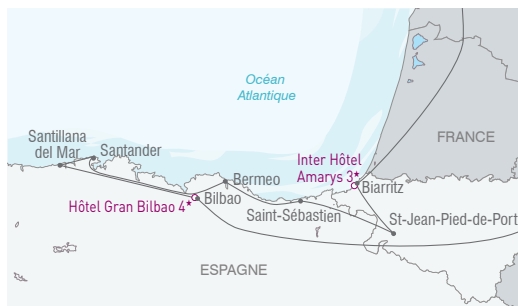 Océan
Atlantique
Santillana
del Mar
Santander
FRANCE
Inter Hôtel
Amarys 3★
Bermeo
Biarritz
Bilbao
Hôtel Gran Bilbao 4★
Saint-Sébastien
St-Jean-Pied-de-Port
ESPAGNE